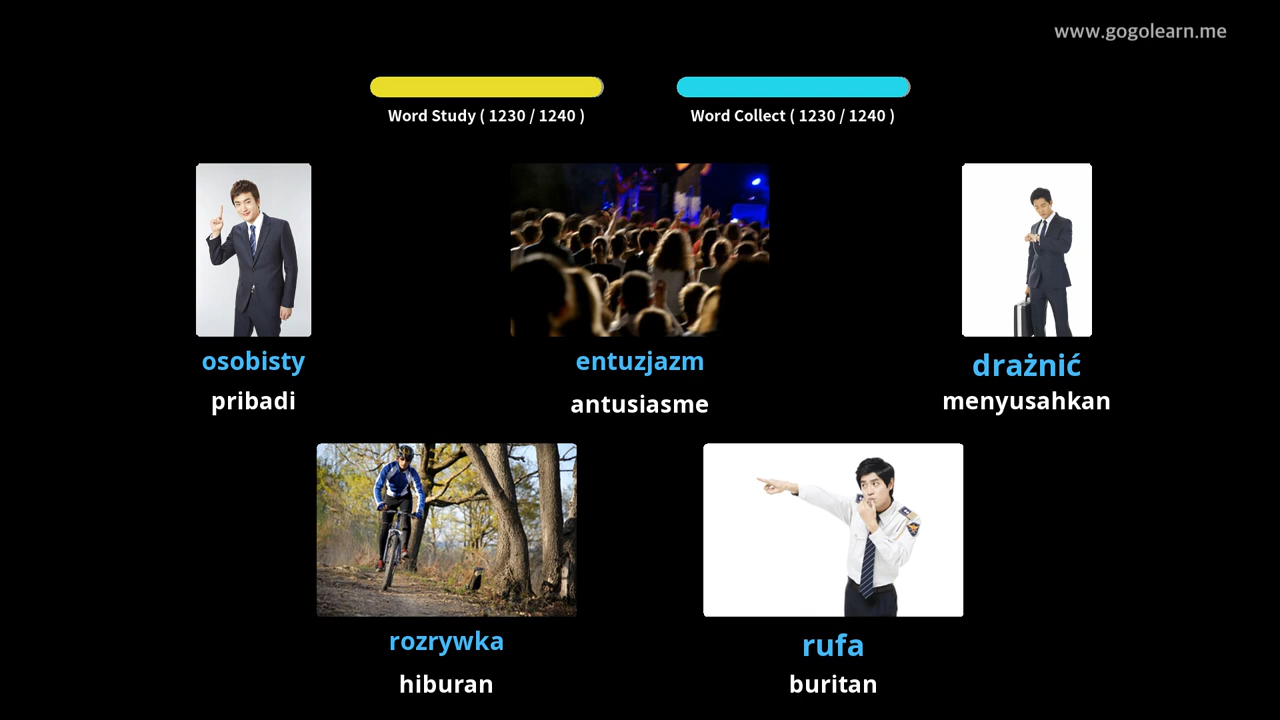 www.gogolearn.me
Word Study ( 1230 / 1240 )
Word Collect ( 1230 / 1240 )
osobisty
entuzjazm
drażnić
pribadi
antusiasme
menyusahkan
rozrywka
rufa
hiburan
buritan